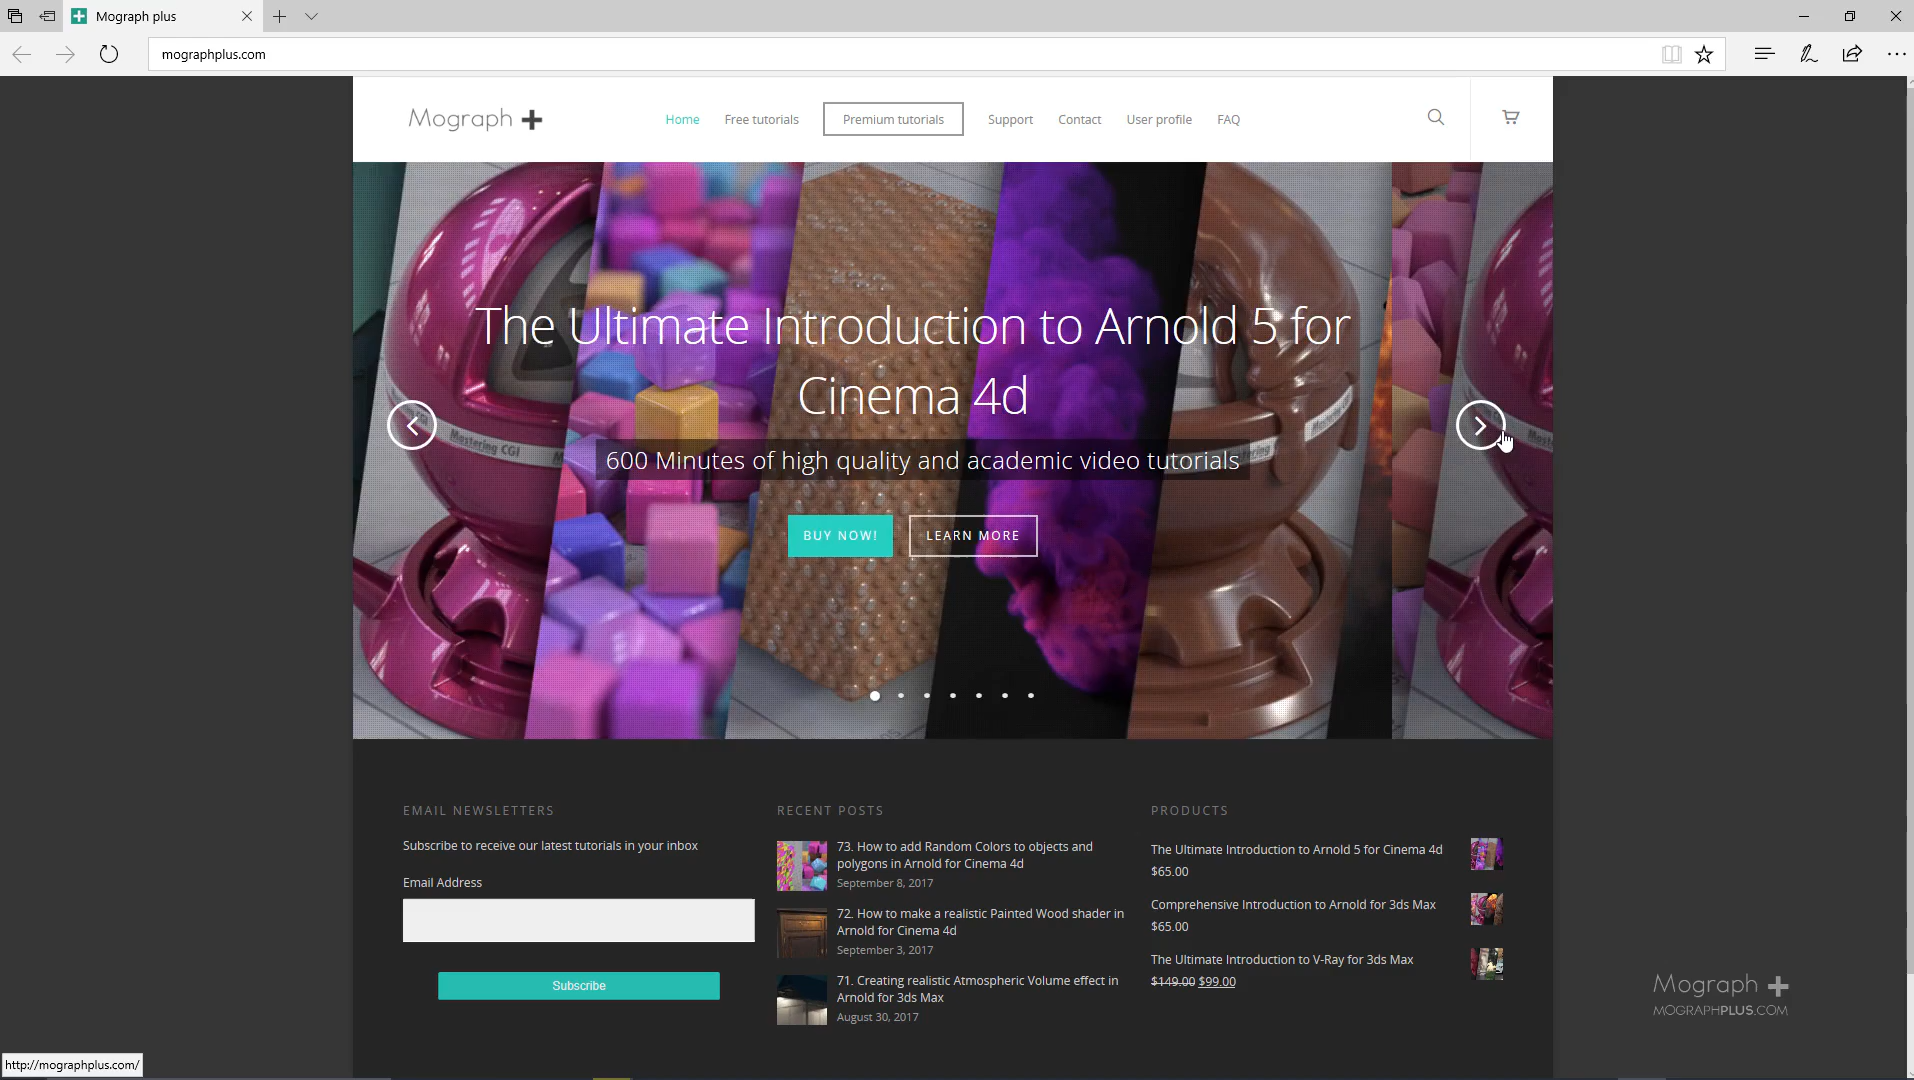 Mograph plus
mographplus.com
Mograph
Home
Free tutorials
Premium tutorials
Support
Contact
User profile
FAQ
The Ultimate Introduction to Arnold 5 for
Cinema 4d
600 Minutes of high quality and academic video tutorials
BUY NOW!
LEARN MORE
Mastering CGI
EMAIL NEWSLETTERS
Subscribe to receive our latest tutorials in your inbox
Email Address
Subscribe
RECENT POSTS
73. How to add Random Colors to objects and
polygons in Arnold for Cinema 4d
September 8, 2017
72. How to make a realistic Painted Wood shader in
Arnold for Cinema 4d
September 3, 2017
71. Creating realistic Atmospheric Volume effect in
Arnold for 3ds Max
August 30, 2017
PRODUCTS
The Ultimate Introduction to Arnold 5 for Cinema 4d
$65.00
Comprehensive Introduction to Arnold for 3ds Max
$65.00
The Ultimate Introduction to V-Ray for 3ds Max
$149.00 $99.00
Mograph
MOGRAPHPLUS.COM
http://mographplus.com/